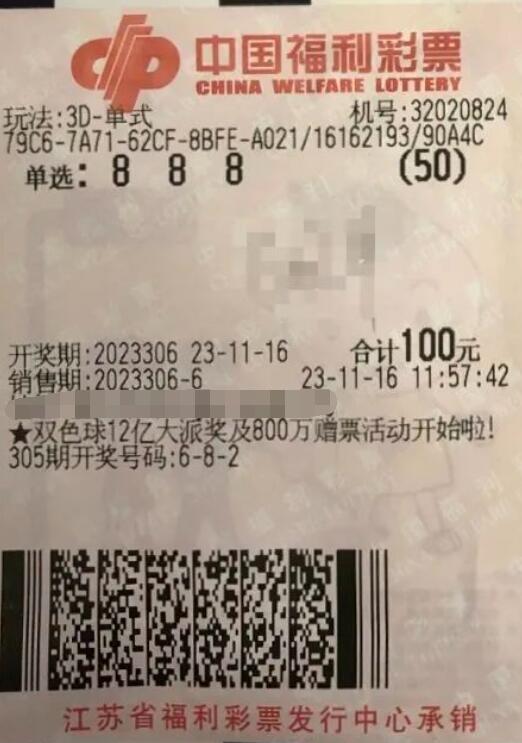 中国福利彩票
CHINA WELFARE LOTTERY
玩法:3D-单式 机号:32020824
79C6-7A71-62CF-8BFE-A021/16162193/90A4C
单选: 8 8 8 (50)
开奖期:2023306 23-11-16 合计100元
销售期:2023306-6 23-11-16 11:57:42
★双色球12亿大派奖及800万赠票活动开始啦!
305期开奖号码:6-8-2
江苏省福利彩票发行中心承销